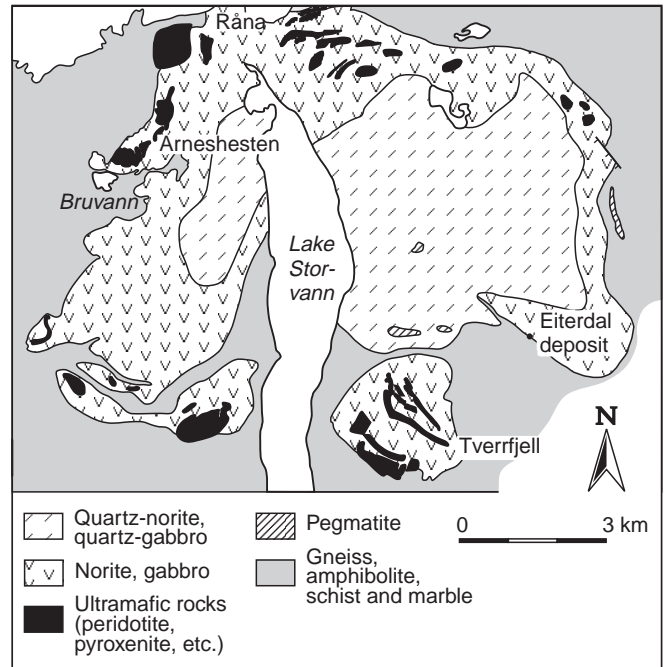 Råna
Arneshesten
Bruvann
Lake
Stor-
vann
Eiterdal
deposit
Tverrfjell
N
Quartz-norite,
quartz-gabbro
Norite, gabbro
Ultramafic rocks
(peridotite,
pyroxenite, etc.)
Pegmatite
Gneiss,
amphibolite,
schist and marble
0 3 km